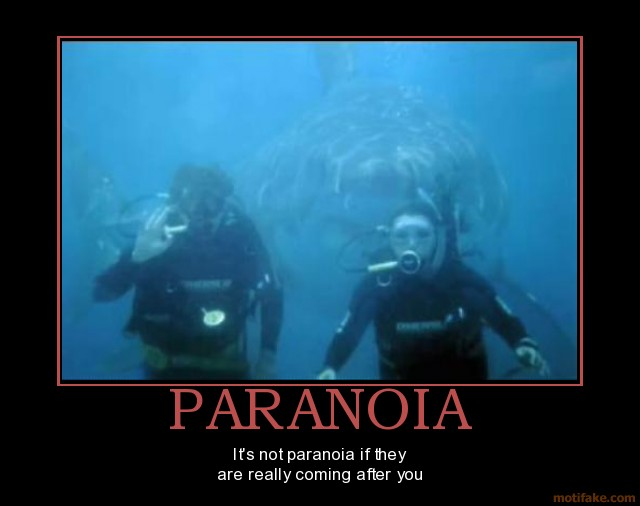 PARANOIA
It's not paranoia if they
are really coming after you
motifake.com